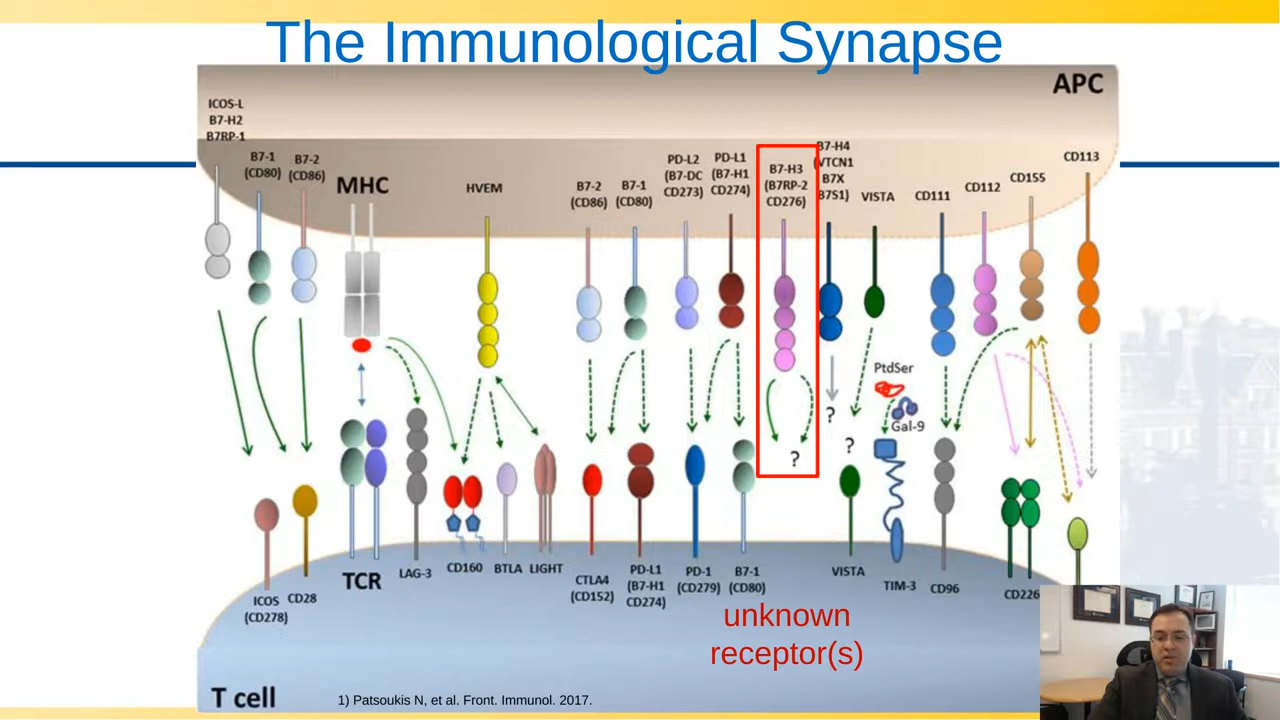 The Immunological Synapse
APC
ICOS-L
B7-H2
B7RP-1
B7-1
(CD80)
B7-2
(CD86)
MHC
HVEM
B7-2
(CD86)
B7-1
(CD80)
PD-L2
(B7-DC
CD273)
PD-L1
(B7-H1
CD274)
B7-H3
(B7RP-2
CD276)
B7-H4
(VTCN1
B7X
B7S1)
VISTA
CD111
CD112
CD155
CD113
PtdSer
Gal-9
?
?
?
ICOS
(CD278)
CD28
TCR
LAG-3
CD160
BTLA
LIGHT
CTLA4
(CD152)
PD-L1
(B7-H1
CD274)
PD-1
(CD279)
B7-1
(CD80)
VISTA
TIM-3
CD96
CD226
unknown
receptor(s)
T cell
1) Patsoukis N, et al. Front. Immunol. 2017.